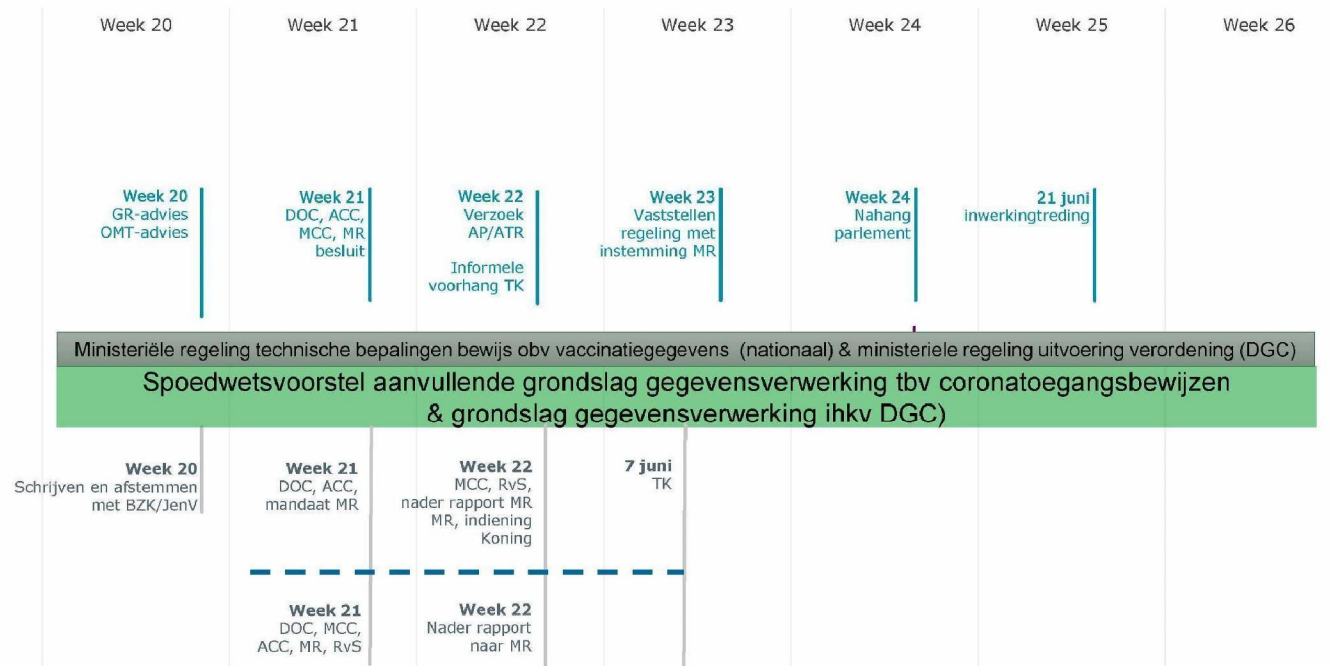 Week 20
Week 21
Week 22
Week 23
Week 24
Week 25
Week 26
Week 20
GR-advies
OMT-advies
Week 21
DOC, ACC,
MCC, MR
besluit
Week 22
Verzoek
AP/ATR
Informele
voorhang TK
Week 23
Vaststellen
regeling met
instemming MR
Week 24
Nahang
parlement
21 juni
inwerkingtreding
Ministeriële regeling technische bepalingen bewijs obv vaccinatiegegevens (nationaal) & ministeriele regeling uitvoering verordening (DGC)
Spoedwetsvoorstel aanvullende grondslag gegevensverwerking tbv coronatoegangsbewijzen
& grondslag gegevensverwerking ihkv DGC)
Week 20
Schrijven en afstemmen
met BZK/JenV
Week 21
DOC, ACC,
mandaat MR
Week 22
MCC, RvS,
nader rapport MR
MR, indiening
Koning
7 juni
TK
Week 21
DOC, MCC,
ACC, MR, RvS
Week 22
Nader rapport
naar MR